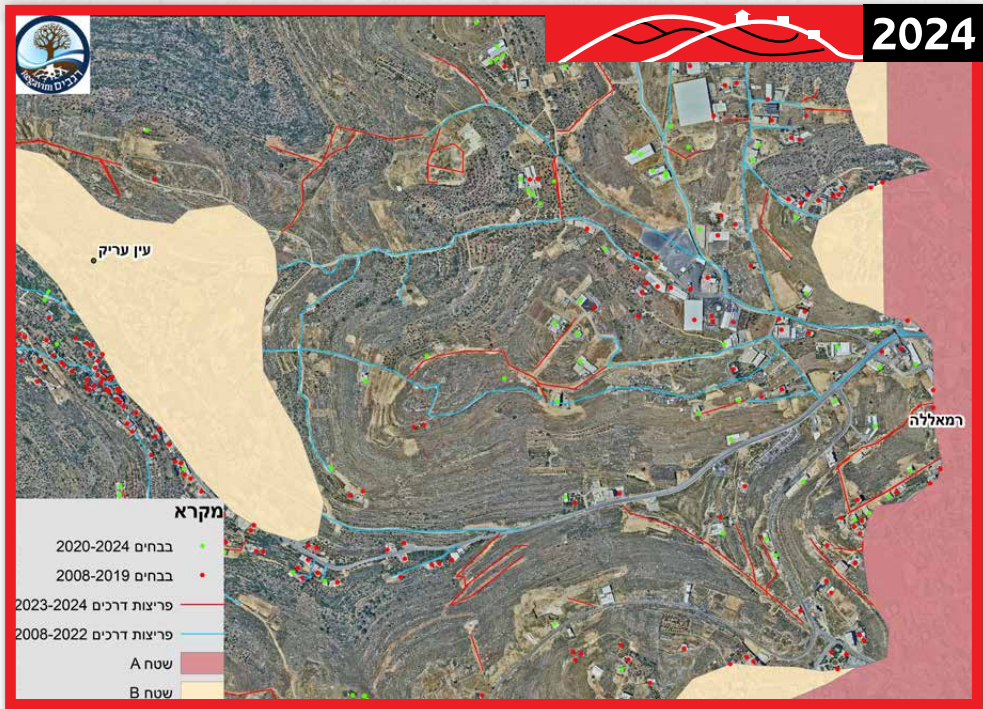 2024
רגבים Regavim
עין עריק
רמאללה
מקרא
בבחים 2020-2024
בבחים 2008-2019
פריצות דרכים 2023-2024
פריצות דרכים 2008-2022
שטח A
שטח B